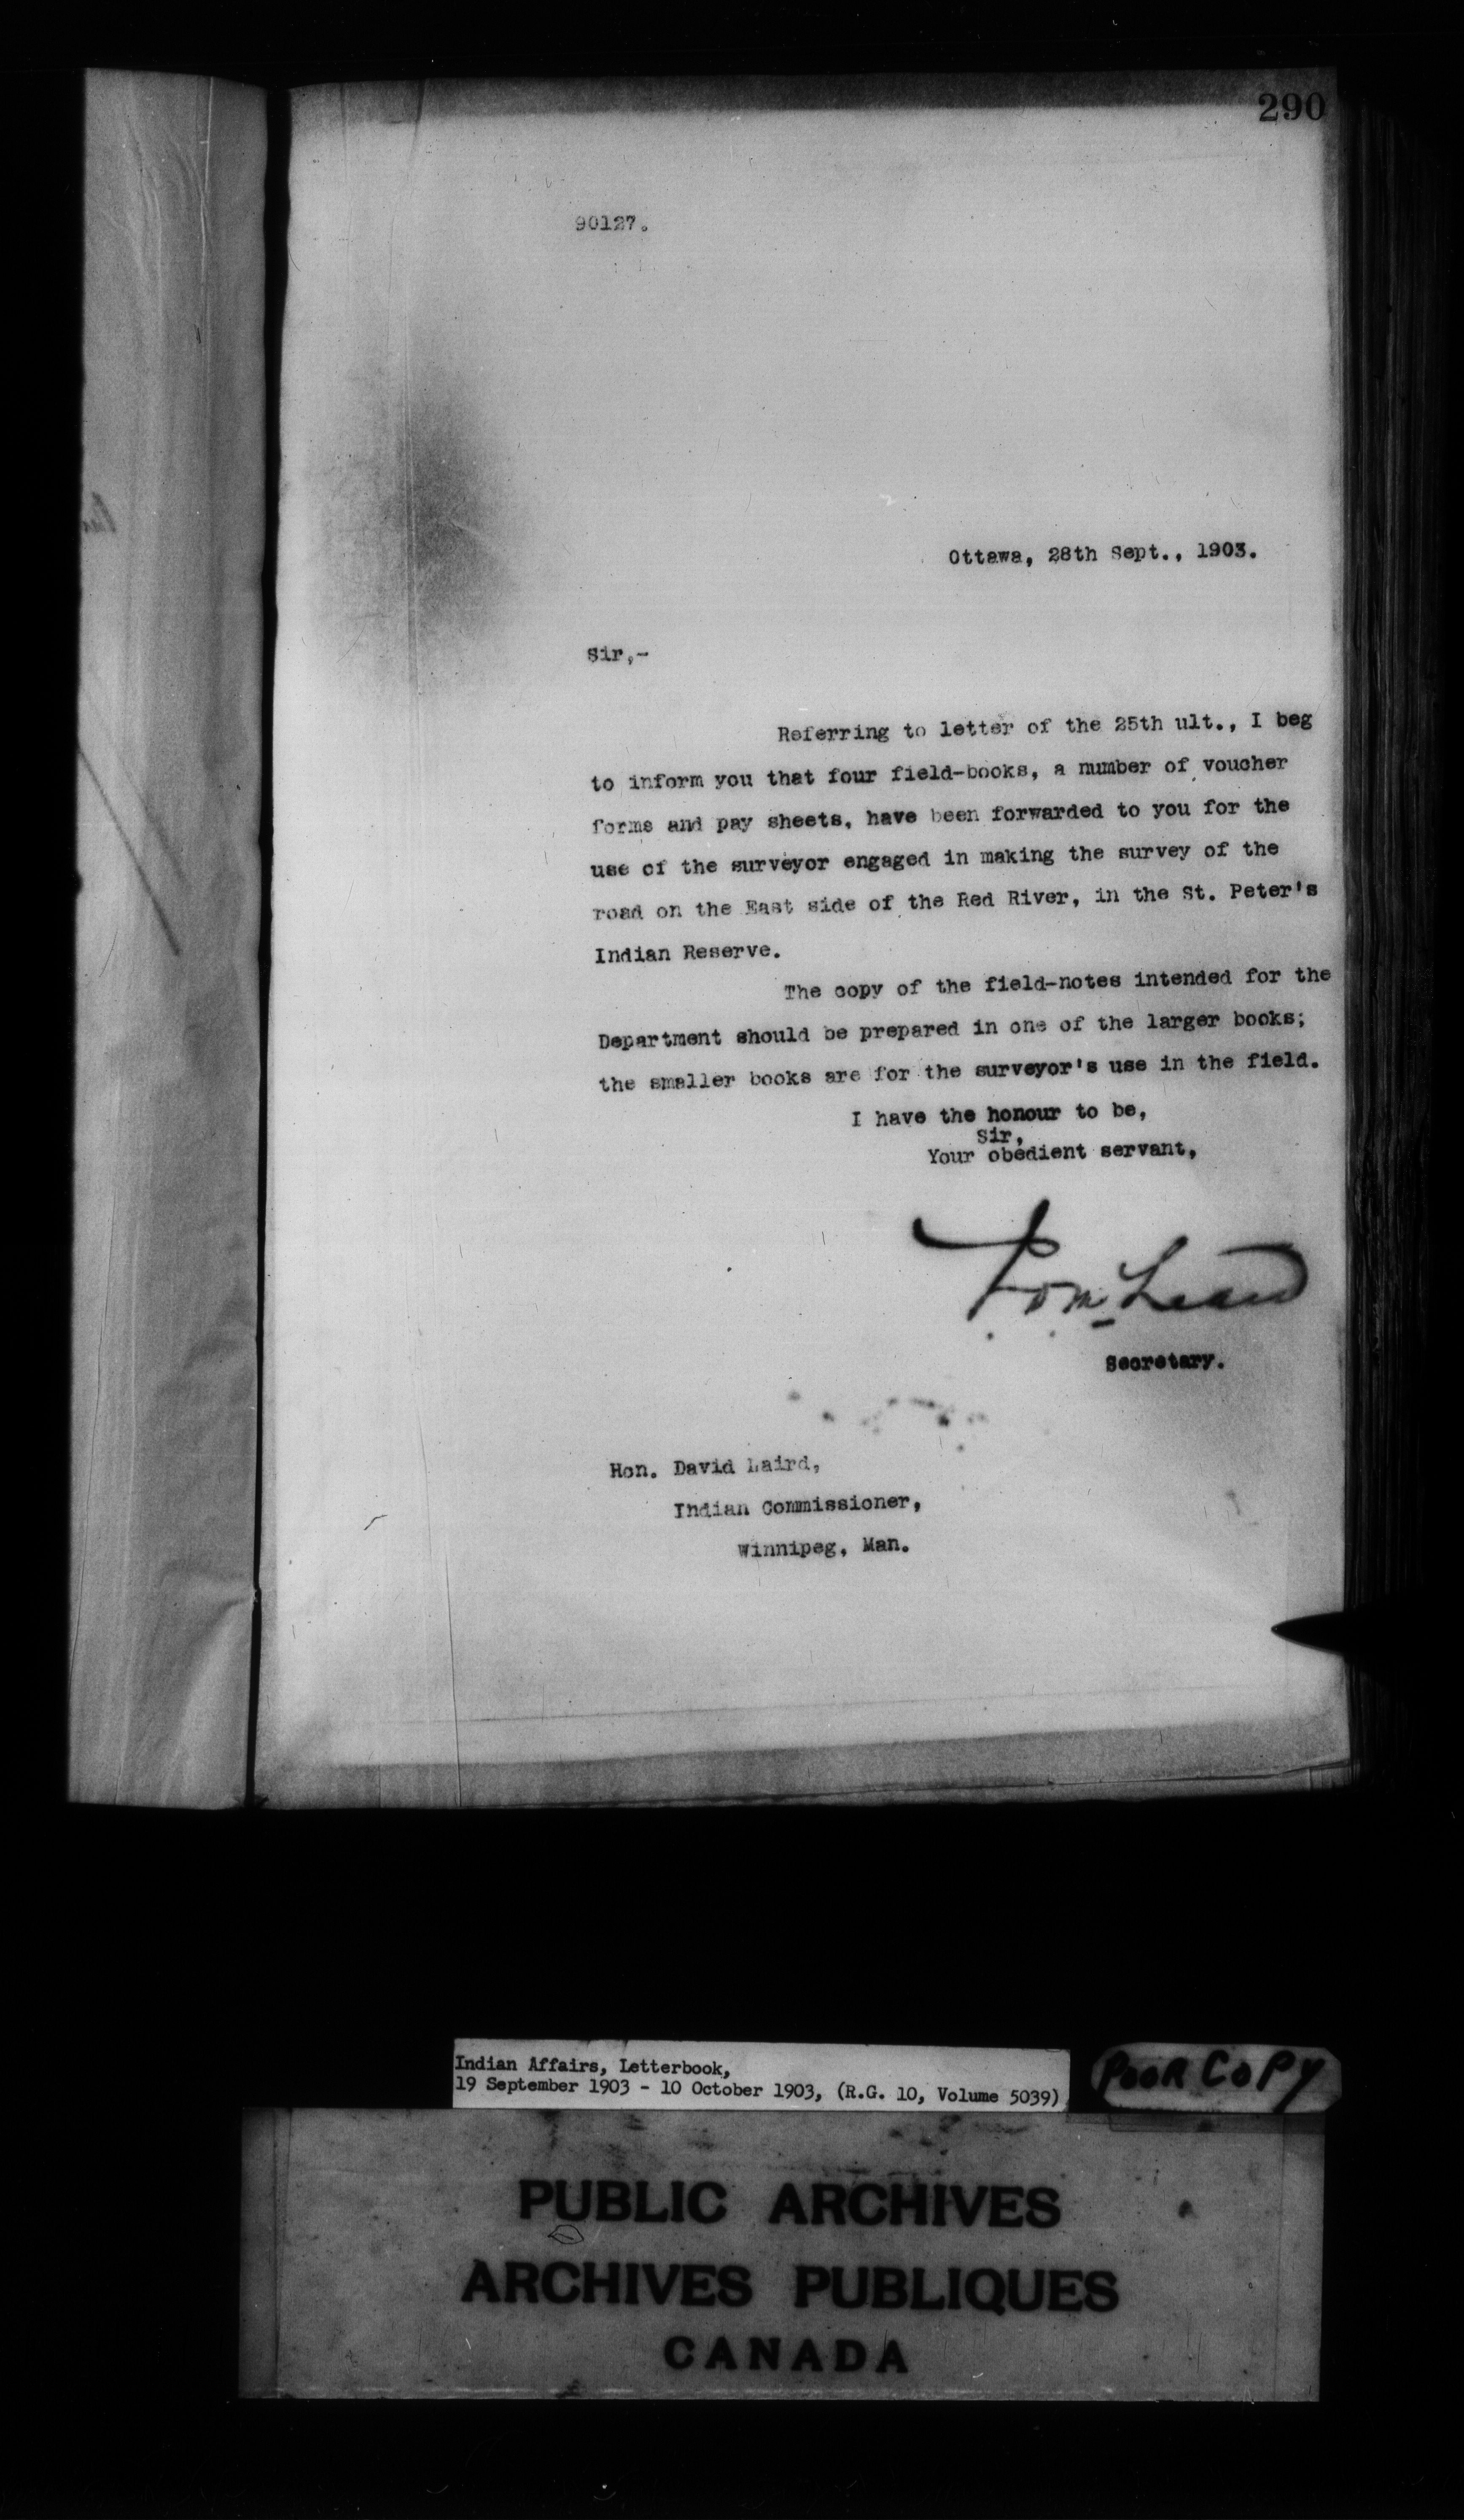 290
90127.
Ottawa, 28th Sept., 1903.
Sir,-
Referring to letter of the 25th ult., I beg
to inform you that four field-books, a number of voucher
forms and pay sheets, have been forwarded to you for the
use of the surveyor engaged in making the survey of the
road on the East side of the Red River, in the St. Peter's
Indian Reserve.
The copy of the field-notes intended for the
Department should be prepared in one of the larger books;
the smaller books are for the surveyor's use in the field.
I have the honour to be,
Sir,
Your obedient servant,
Secretary.
Hon. David Laird,
Indian Commissioner,
Winnipeg, Man.
Indian Affairs, Letterbook,
19 September 1903 - 10 October 1903, (R.G. 10, Volume 5039)
POOR COPY
PUBLIC ARCHIVES
ARCHIVES PUBLIQUES
CANADA